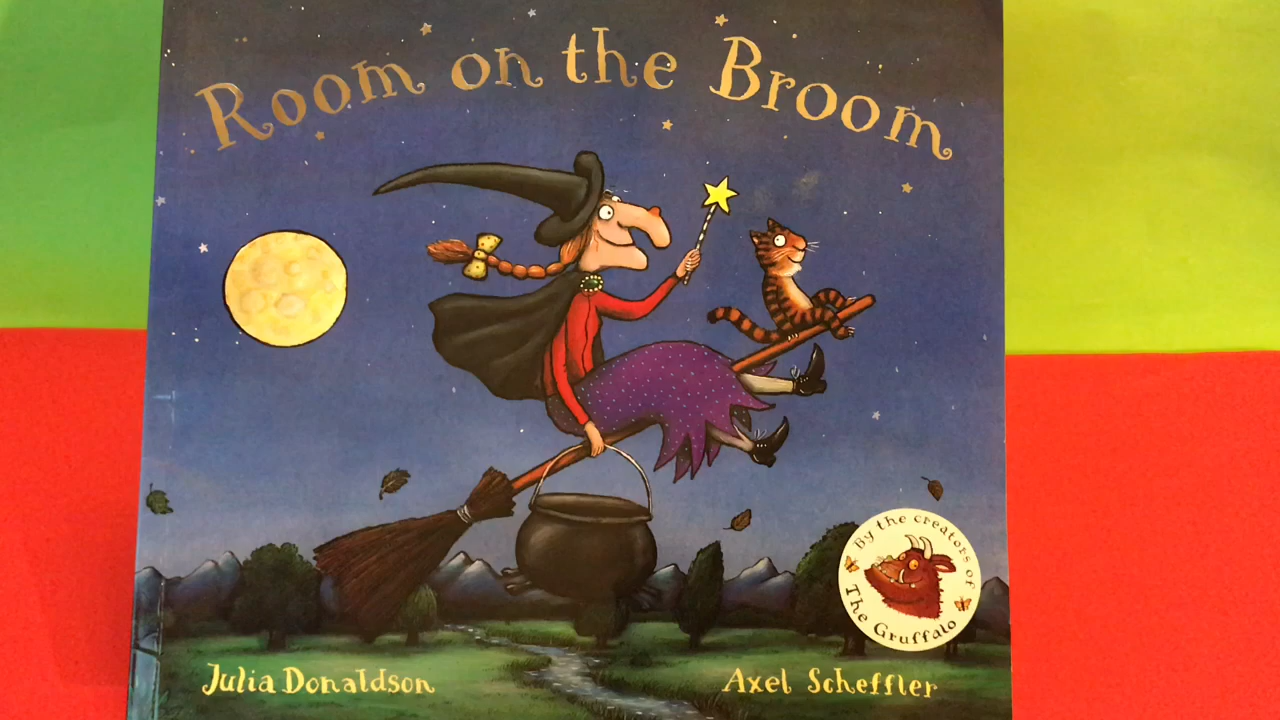 Room on the Broom
By the creators of
The Gruffalo
Julia Donaldson
Axel Scheffler